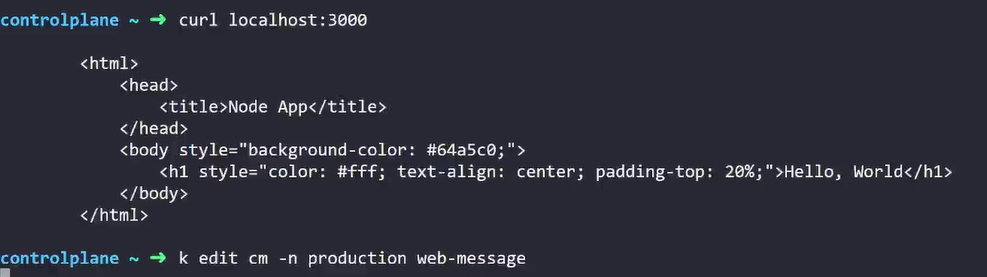 controlplane ~ ➜ curl localhost:3000
<html>
<head>
<title>Node App</title>
</head>
<body style="background-color: #64a5c0;">
<h1 style="color: #fff; text-align: center; padding-top: 20%;">Hello, World</h1>
</body>
</html>
controlplane ~ ➜ k edit cm -n production web-message